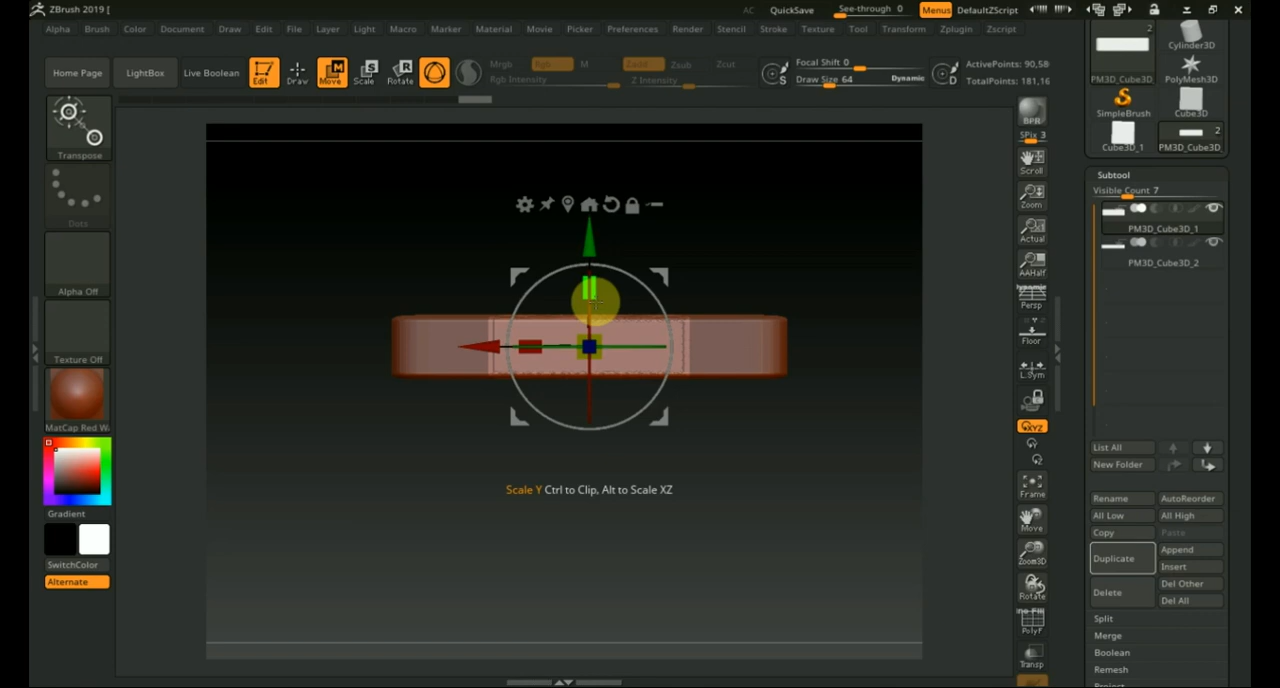 ZBrush 2019 [
AC QuickSave See-through 0 Menus DefaultZScript
Alpha Brush Color Document Draw Edit File Layer Light Macro Marker Material Movie Picker Preferences Render Stencil Stroke Texture Tool Transform Zplugin Zscript
Home Page LightBox Live Boolean Edit Draw Move Scale Rotate
Mrgb Rgb M Zadd Zsub Zcut
Rgb Intensity Z Intensity
Focal Shift 0
Draw Size 64 Dynamic
ActivePoints: 90,58
TotalPoints: 181,16
Transpose
Dots
Alpha Off
Texture Off
MatCap Red W
Gradient
SwitchColor
Alternate
Scale Y Ctrl to Clip, Alt to Scale XZ
BPR
SPix 3
Scroll
Zoom
Actual
AAHalf
Dynamic
Persp
Floor
L.Sym
XYZ
Frame
Move
Zoom3D
Rotate
PolyF
Transp
2
PM3D_Cube3D
Cylinder3D
PolyMesh3D
SimpleBrush
Cube3D
Cube3D_1
2
PM3D_Cube3D
Subtool
Visible Count 7
PM3D_Cube3D_1
PM3D_Cube3D_2
List All
New Folder
Rename AutoReorder
All Low All High
Copy Paste
Duplicate Append
Insert
Delete Del Other
Del All
Split
Merge
Boolean
Remesh